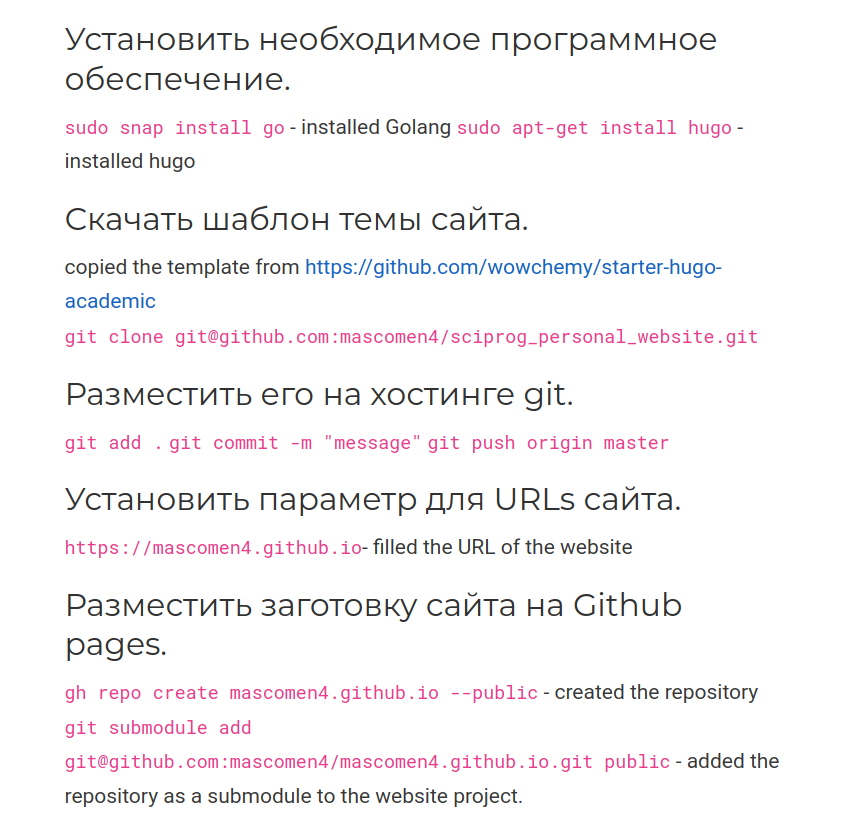 Установить необходимое программное
обеспечение.
sudo snap install go - installed Golang sudo apt-get install hugo -
installed hugo
Скачать шаблон темы сайта.
copied the template from https://github.com/wowchemy/starter-hugo-
academic
git clone git@github.com:mascomen4/sciprog_personal_website.git
Разместить его на хостинге git.
git add . git commit -m "message" git push origin master
Установить параметр для URLs сайта.
https://mascomen4.github.io- filled the URL of the website
Разместить заготовку сайта на Github
pages.
gh repo create mascomen4.github.io --public - created the repository
git submodule add
git@github.com:mascomen4/mascomen4.github.io.git public - added the
repository as a submodule to the website project.